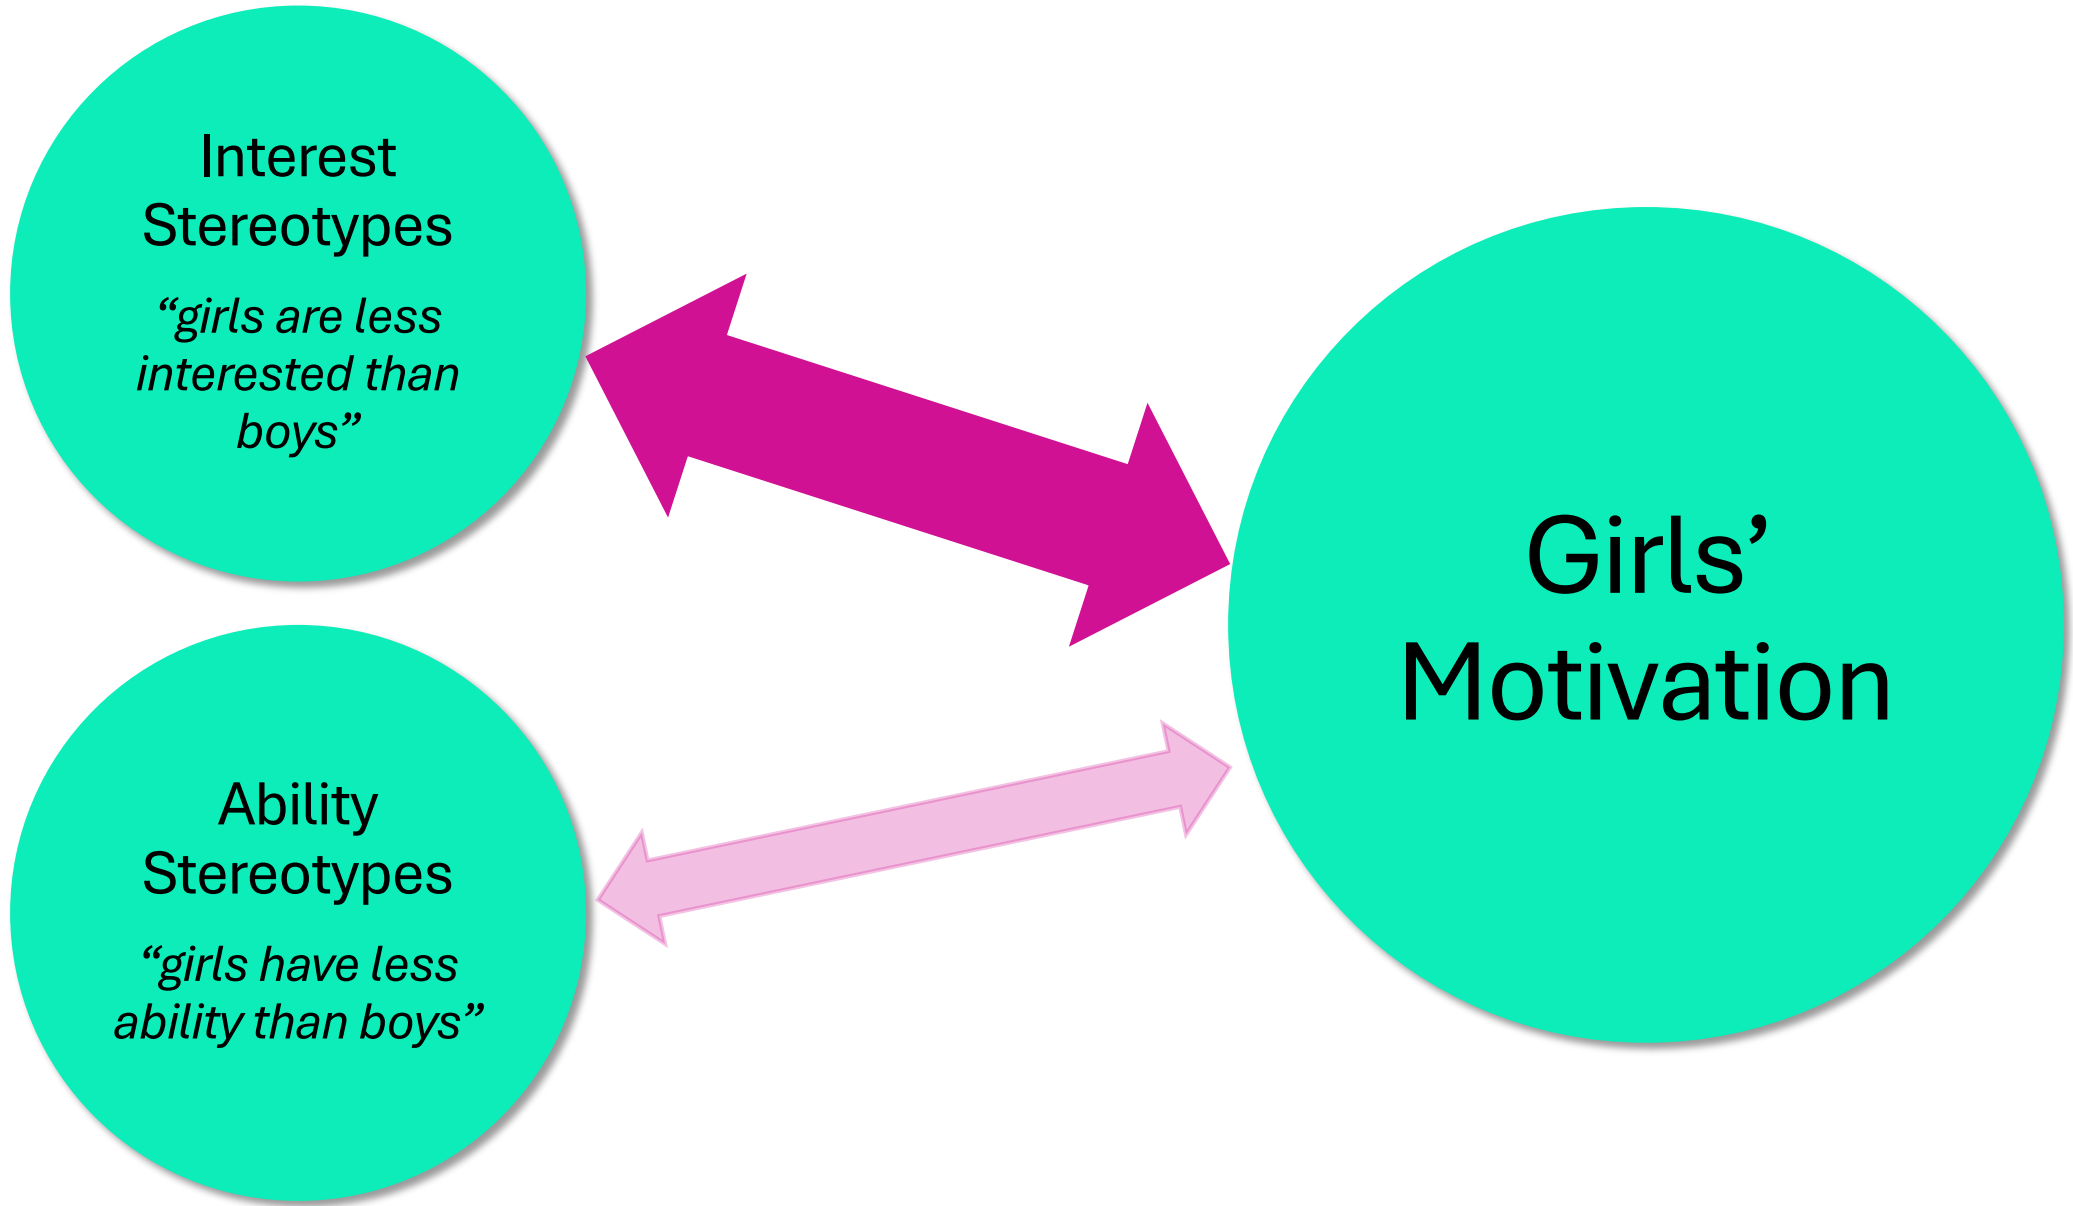 Interest
Stereotypes
“girls are less
interested than
boys”
Ability
Stereotypes
“girls have less
ability than boys”
Girls’
Motivation